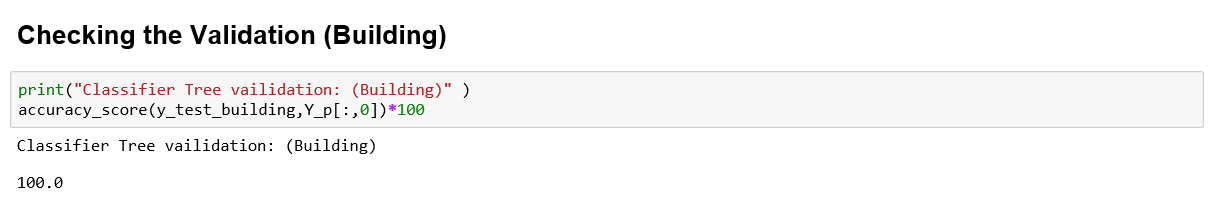 Checking the Validation (Building)
print("Classifier Tree vailidation: (Building)" )
accuracy_score(y_test_building,Y_p[:,0])*100
Classifier Tree vailidation: (Building)
100.0